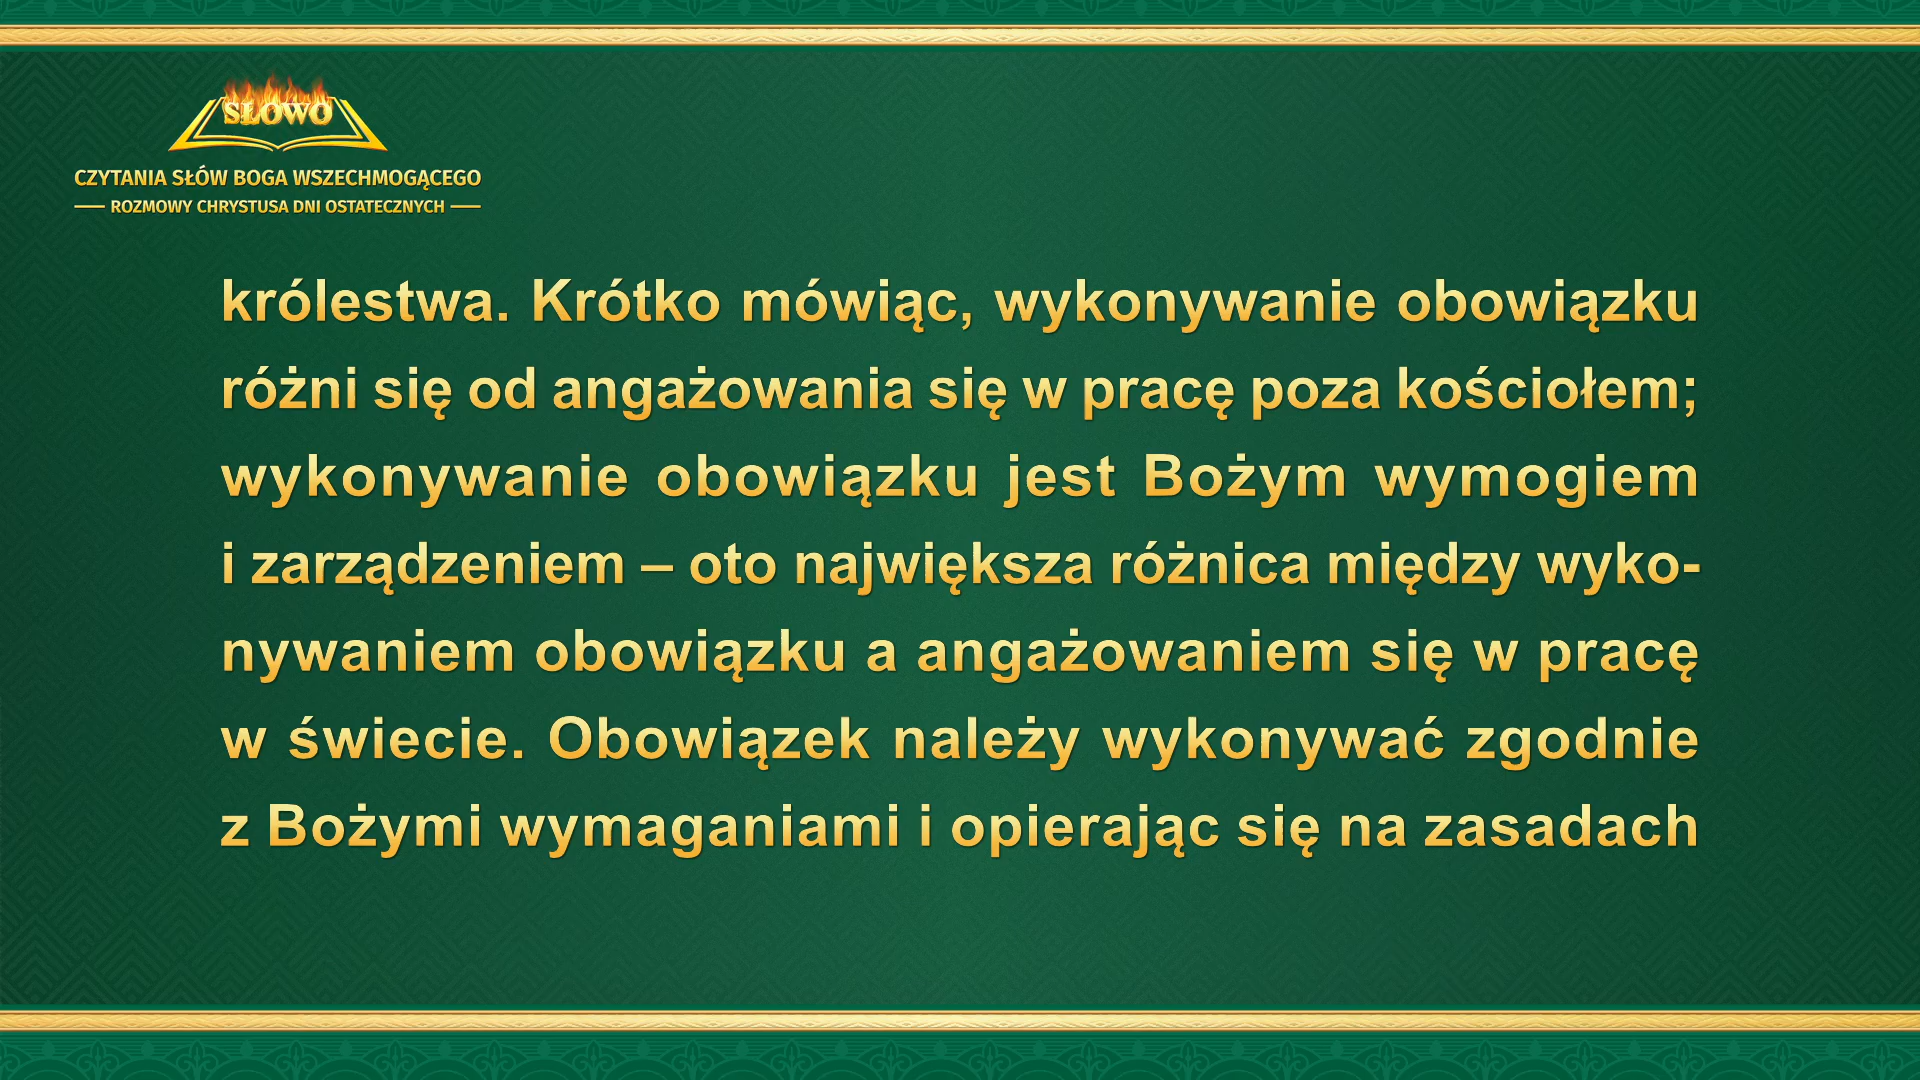 SŁOWO
CZYTANIA SŁÓW BOGA WSZECHMOGĄCEGO
ROZMOWY CHRYSTUSA DNI OSTATECZNYCH
królestwa. Krótko mówiąc, wykonywanie obowiązku
różni się od angażowania się w pracę poza kościołem;
wykonywanie obowiązku jest Bożym wymogiem
i zarządzeniem – oto największa różnica między wyko-
nywaniem obowiązku a angażowaniem się w pracę
w świecie. Obowiązek należy wykonywać zgodnie
z Bożymi wymaganiami i opierając się na zasadach